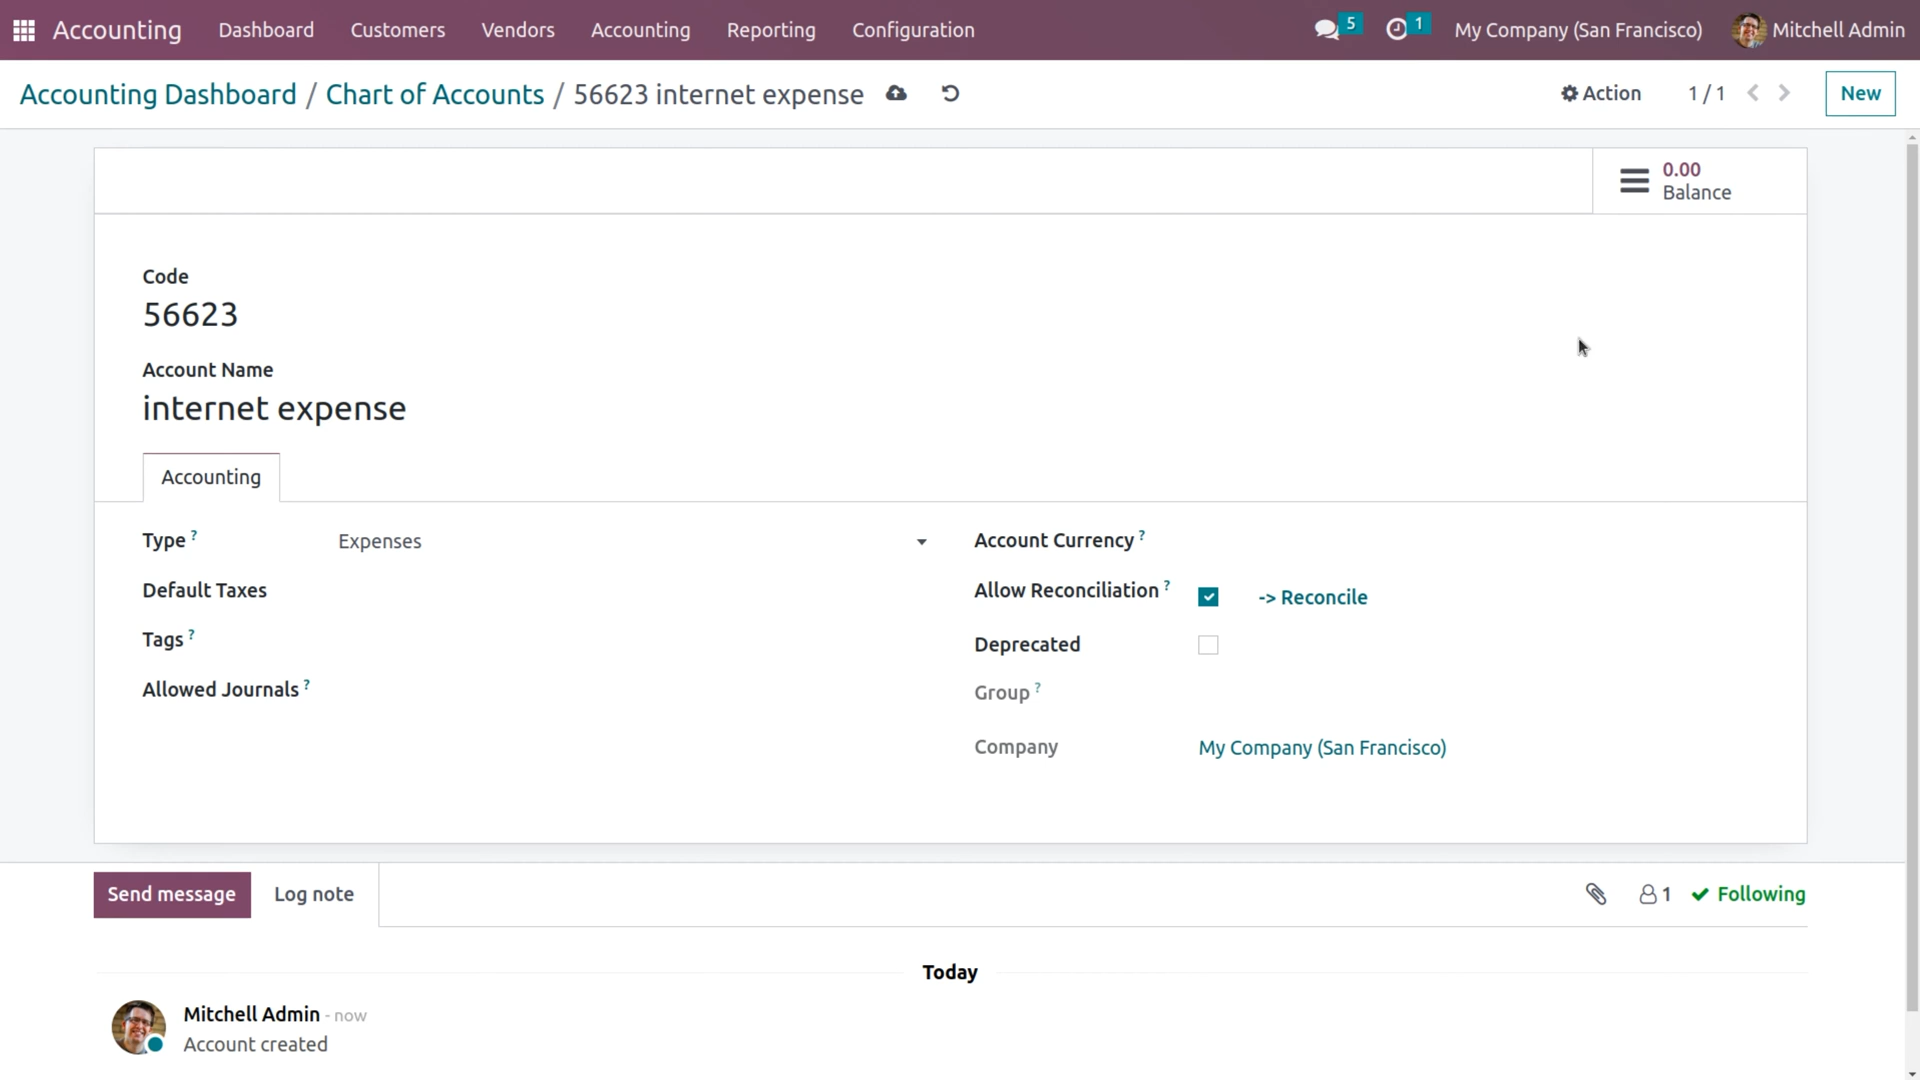 Accounting Dashboard Customers Vendors Accounting Reporting Configuration 5 1 My Company (San Francisco) Mitchell Admin
Accounting Dashboard / Chart of Accounts / 56623 internet expense Action 1 / 1 New
0.00
Balance
Code
56623
Account Name
internet expense
Accounting
Type ? Expenses Account Currency ?
Default Taxes Allow Reconciliation ? -> Reconcile
Tags ? Deprecated
Allowed Journals ? Group ?
Company My Company (San Francisco)
Send message Log note 1 Following
Today
Mitchell Admin - now
Account created